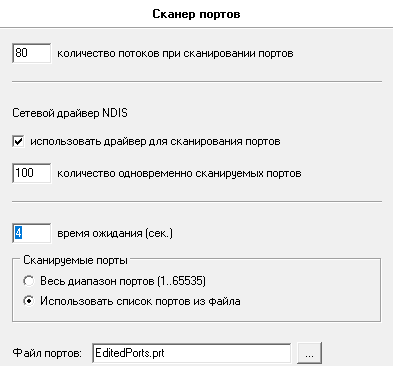 Сканер портов
80 количество потоков при сканировании портов
Сетевой драйвер NDIS
использовать драйвер для сканирования портов
100 количество одновременно сканируемых портов
4 время ожидания (сек.)
Сканируемые порты
Весь диапазон портов (1..65535)
Использовать список портов из файла
Файл портов: EditedPorts.prt ...